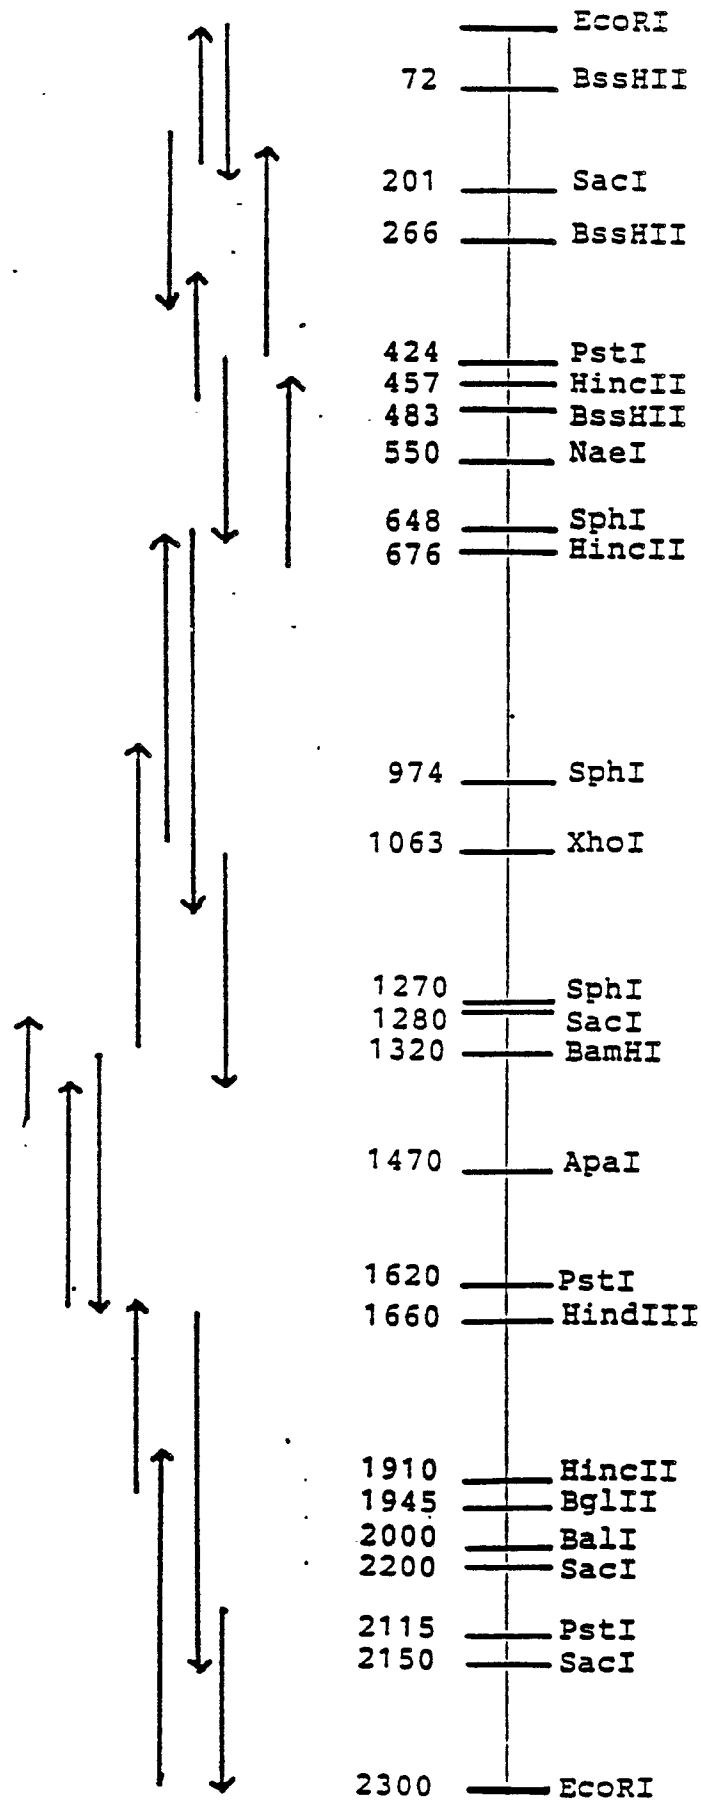 EcoRI
72 BssHII
201 SacI
266 BssHII
424 PstI
457 HincII
483 BssHII
550 NaeI
648 SphI
676 HincII
974 SphI
1063 XhoI
1270 SphI
1280 SacI
1320 BamHI
1470 ApaI
1620 PstI
1660 HindIII
1910 HincII
1945 BglII
2000 BalI
2200 SacI
2115 PstI
2150 SacI
2300 EcoRI